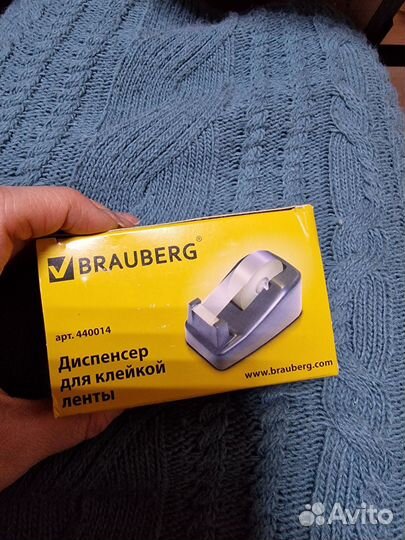 BRAUBERG®
арт. 440014
Диспенсер
для клейкой
ленты
www.brauberg.com
Avito